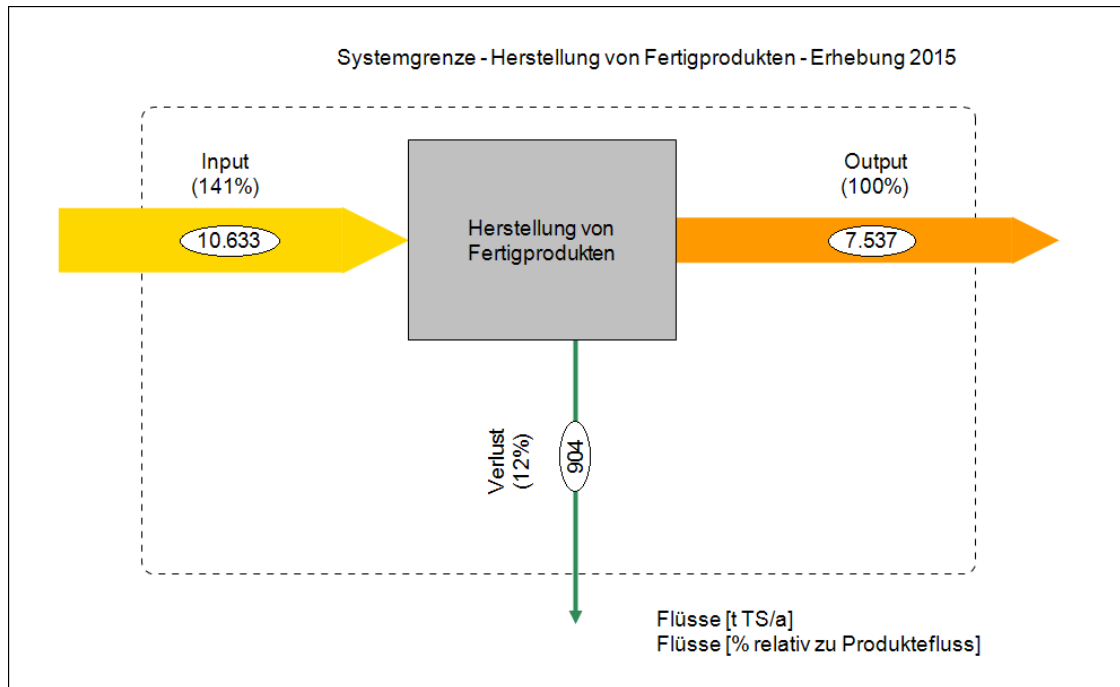 Systemgrenze - Herstellung von Fertigprodukten - Erhebung 2015
Input
(141%)
10.633
Herstellung von
Fertigprodukten
Output
(100%)
7.537
Verlust
(12%)
904
Flüsse [t TS/a]
Flüsse [% relativ zu Produktefluss]